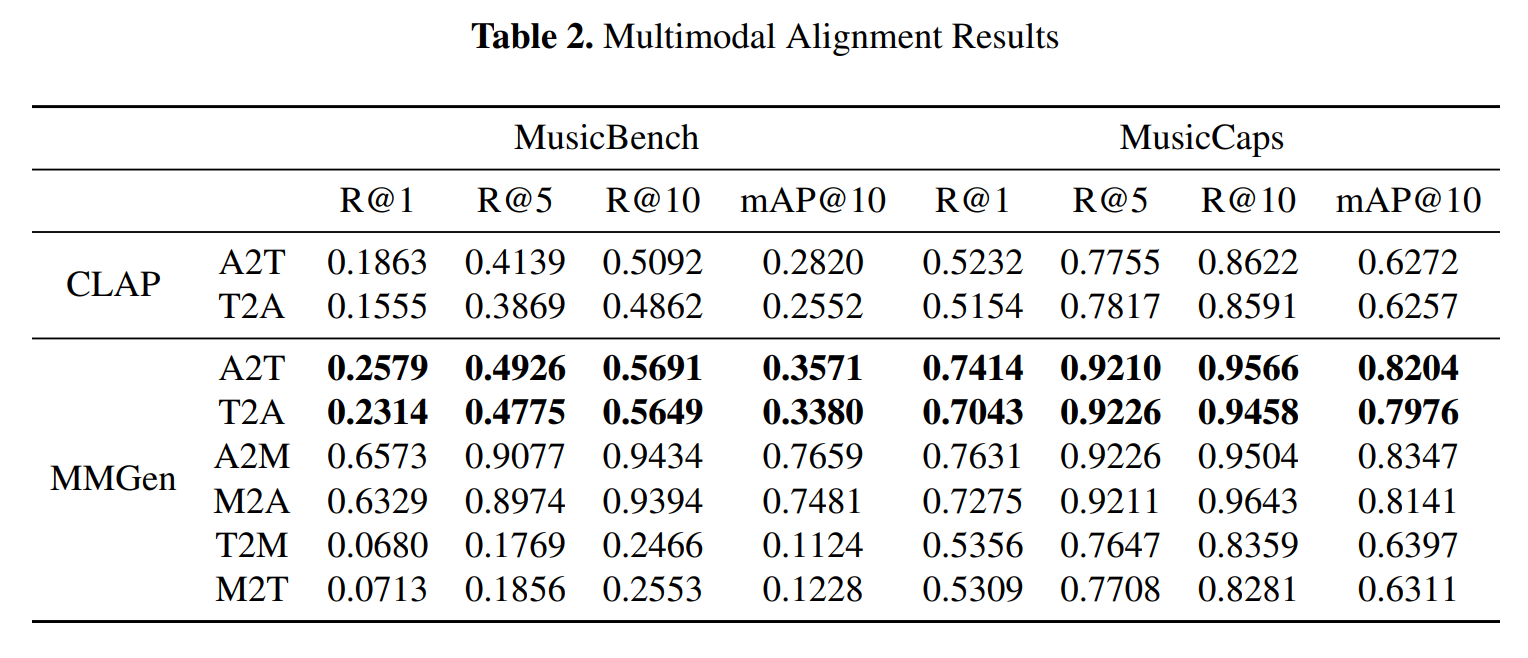 Table 2. Multimodal Alignment Results
MusicBench MusicCaps
R@1 R@5 R@10 mAP@10 R@1 R@5 R@10 mAP@10
CLAP
A2T 0.1863 0.4139 0.5092 0.2820 0.5232 0.7755 0.8622 0.6272
T2A 0.1555 0.3869 0.4862 0.2552 0.5154 0.7817 0.8591 0.6257
MMGen
A2T 0.2579 0.4926 0.5691 0.3571 0.7414 0.9210 0.9566 0.8204
T2A 0.2314 0.4775 0.5649 0.3380 0.7043 0.9226 0.9458 0.7976
A2M 0.6573 0.9077 0.9434 0.7659 0.7631 0.9226 0.9504 0.8347
M2A 0.6329 0.8974 0.9394 0.7481 0.7275 0.9211 0.9643 0.8141
T2M 0.0680 0.1769 0.2466 0.1124 0.5356 0.7647 0.8359 0.6397
M2T 0.0713 0.1856 0.2553 0.1228 0.5309 0.7708 0.8281 0.6311